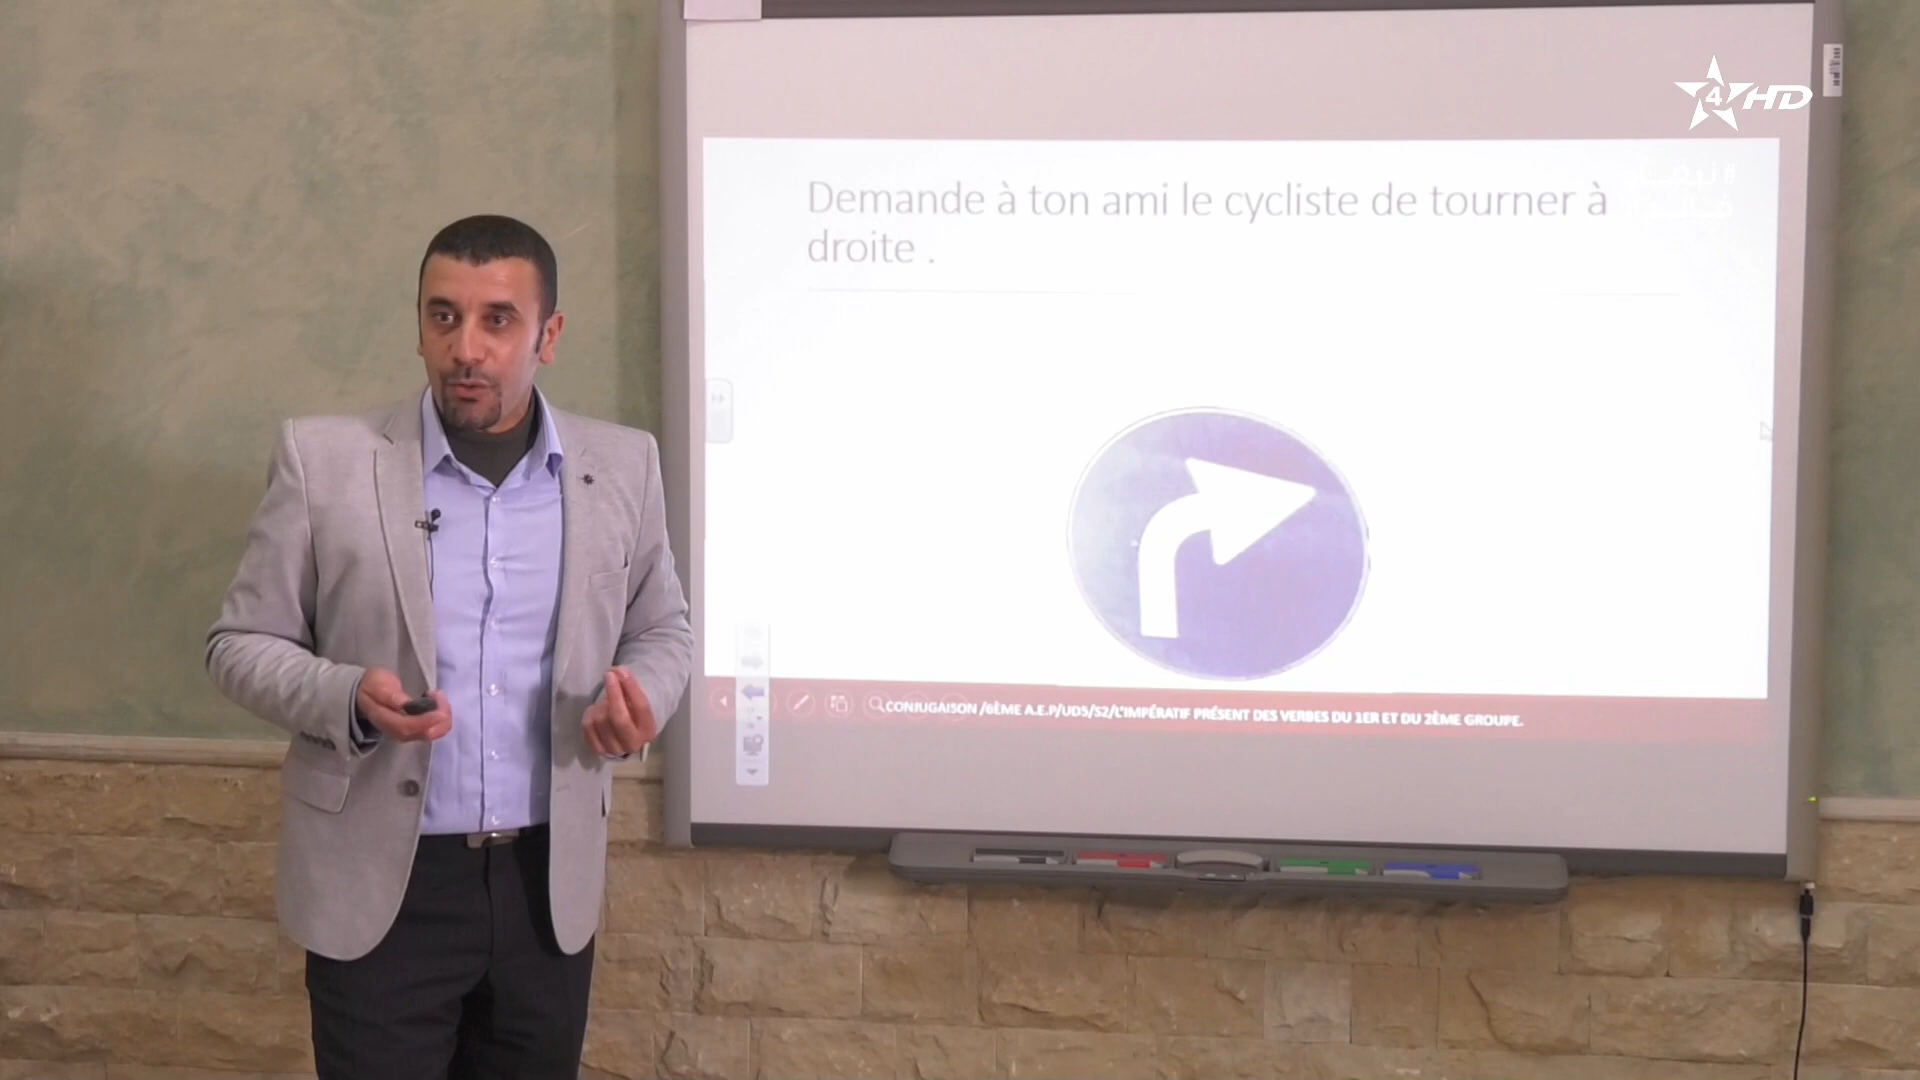 4 HD
Demande à ton ami le cycliste de tourner à
droite .
CONJUGAISON /6ÈME A.E.P/UD5/S2/L'IMPÉRATIF PRÉSENT DES VERBES DU 1ER ET DU 2ÈME GROUPE.